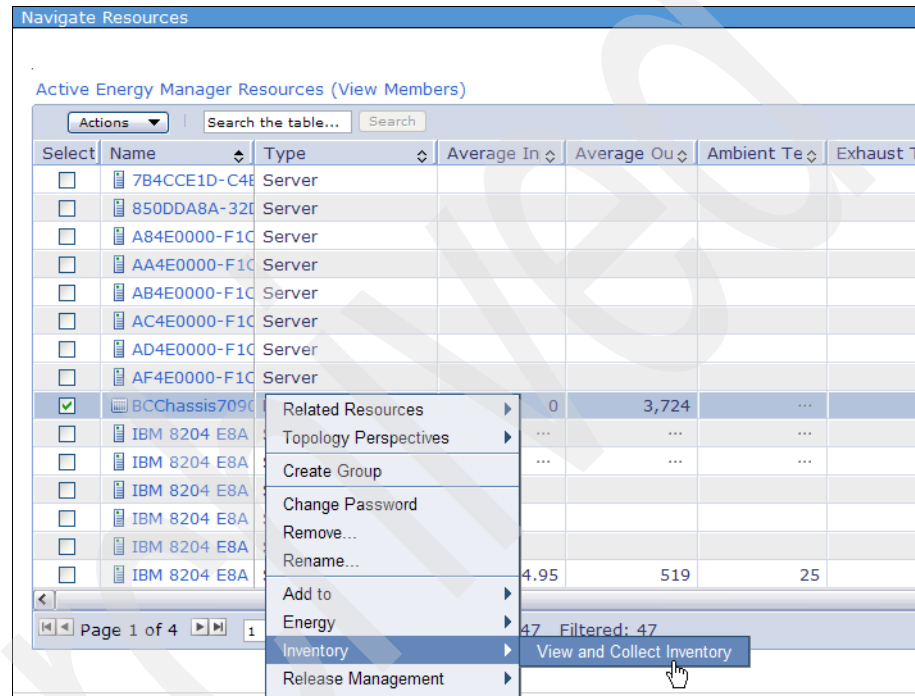 Navigate Resources
Active Energy Manager Resources (View Members)
Actions Search the table... Search
Select Name Type Average In Average Ou Ambient Te Exhaust T
7B4CCE1D-C4E Server
850DDA8A-32D Server
A84E0000-F1C Server
AA4E0000-F1C Server
AB4E0000-F1C Server
AC4E0000-F1C Server
AD4E0000-F1C Server
AF4E0000-F1C Server
BCChassis7090 0 3,724 ...
IBM 8204 E8A ... ... ...
IBM 8204 E8A ... ... ...
IBM 8204 E8A
IBM 8204 E8A
IBM 8204 E8A
IBM 8204 E8A 4.95 519 25
Page 1 of 4 1 47 Filtered: 47
Related Resources
Topology Perspectives
Create Group
Change Password
Remove...
Rename...
Add to
Energy
Inventory
View and Collect Inventory
Release Management